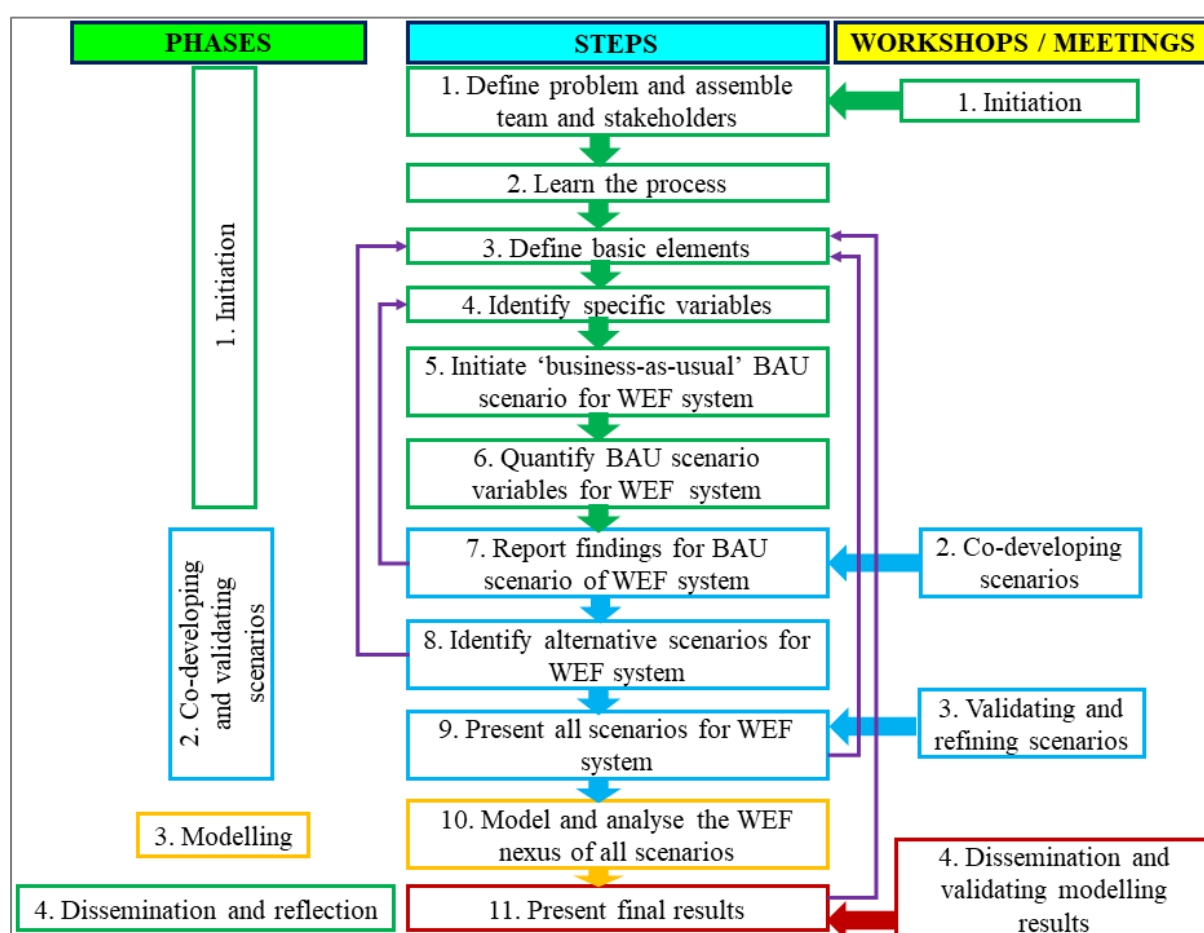 PHASES
STEPS
WORKSHOPS / MEETINGS
1. Define problem and assemble
team and stakeholders
1. Initiation
2. Learn the process
3. Define basic elements
1. Initiation
4. Identify specific variables
5. Initiate ‘business-as-usual’ BAU
scenario for WEF system
6. Quantify BAU scenario
variables for WEF system
2. Co-developing
and validating
scenarios
7. Report findings for BAU
scenario of WEF system
2. Co-developing
scenarios
8. Identify alternative scenarios for
WEF system
9. Present all scenarios for WEF
system
3. Validating and
refining scenarios
3. Modelling
10. Model and analyse the WEF
nexus of all scenarios
4. Dissemination and reflection
11. Present final results
4. Dissemination and
validating modelling
results